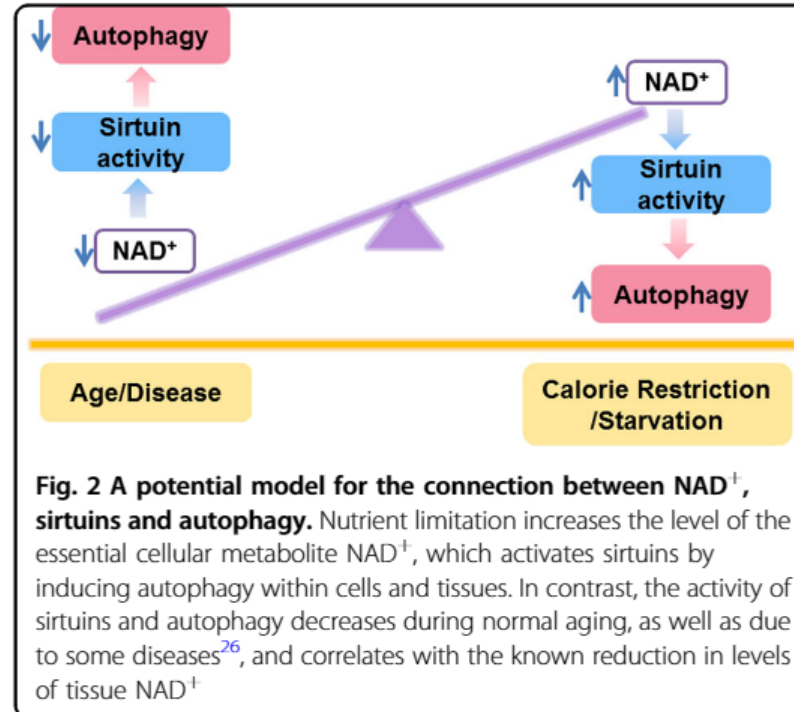 Autophagy
Sirtuin
activity
NAD⁺
Age/Disease
NAD⁺
Sirtuin
activity
Autophagy
Calorie Restriction
/Starvation
Fig. 2 A potential model for the connection between NAD⁺,
sirtuins and autophagy. Nutrient limitation increases the level of the
essential cellular metabolite NAD⁺, which activates sirtuins by
inducing autophagy within cells and tissues. In contrast, the activity of
sirtuins and autophagy decreases during normal aging, as well as due
to some diseases²⁶, and correlates with the known reduction in levels
of tissue NAD⁺